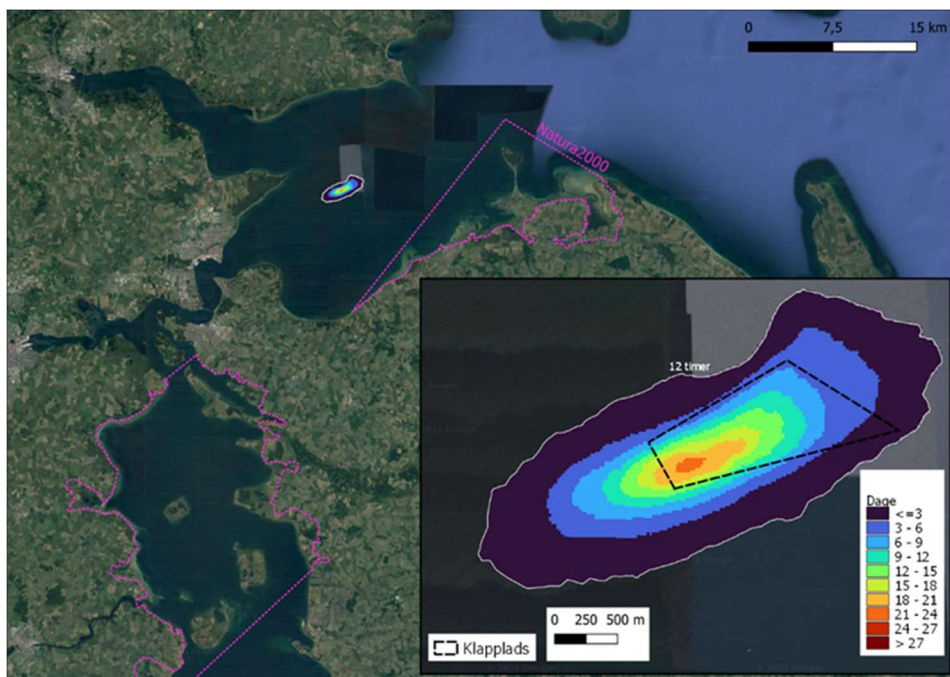 0 7,5 15 km
Natura2000
12 timer
Dage
<=3
3 - 6
6 - 9
9 - 12
12 - 15
15 - 18
18 - 21
21 - 24
24 - 27
> 27
0 250 500 m
Klapplads